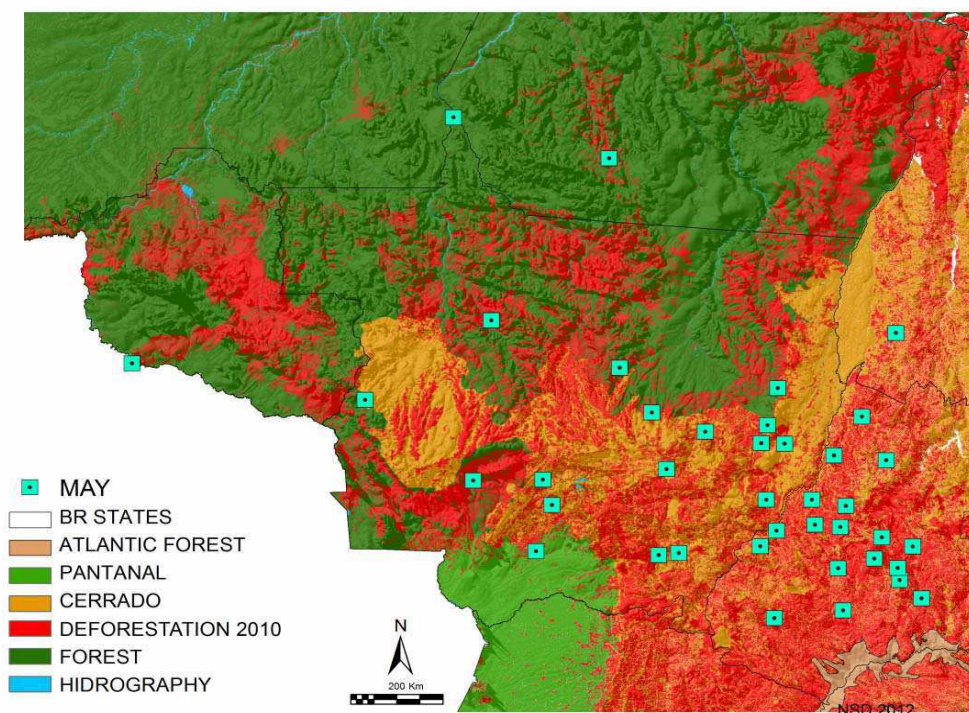 MAY
BR STATES
ATLANTIC FOREST
PANTANAL
CERRADO
DEFORESTATION 2010
FOREST
HIDROGRAPHY
N
200 Km
NSD 2012